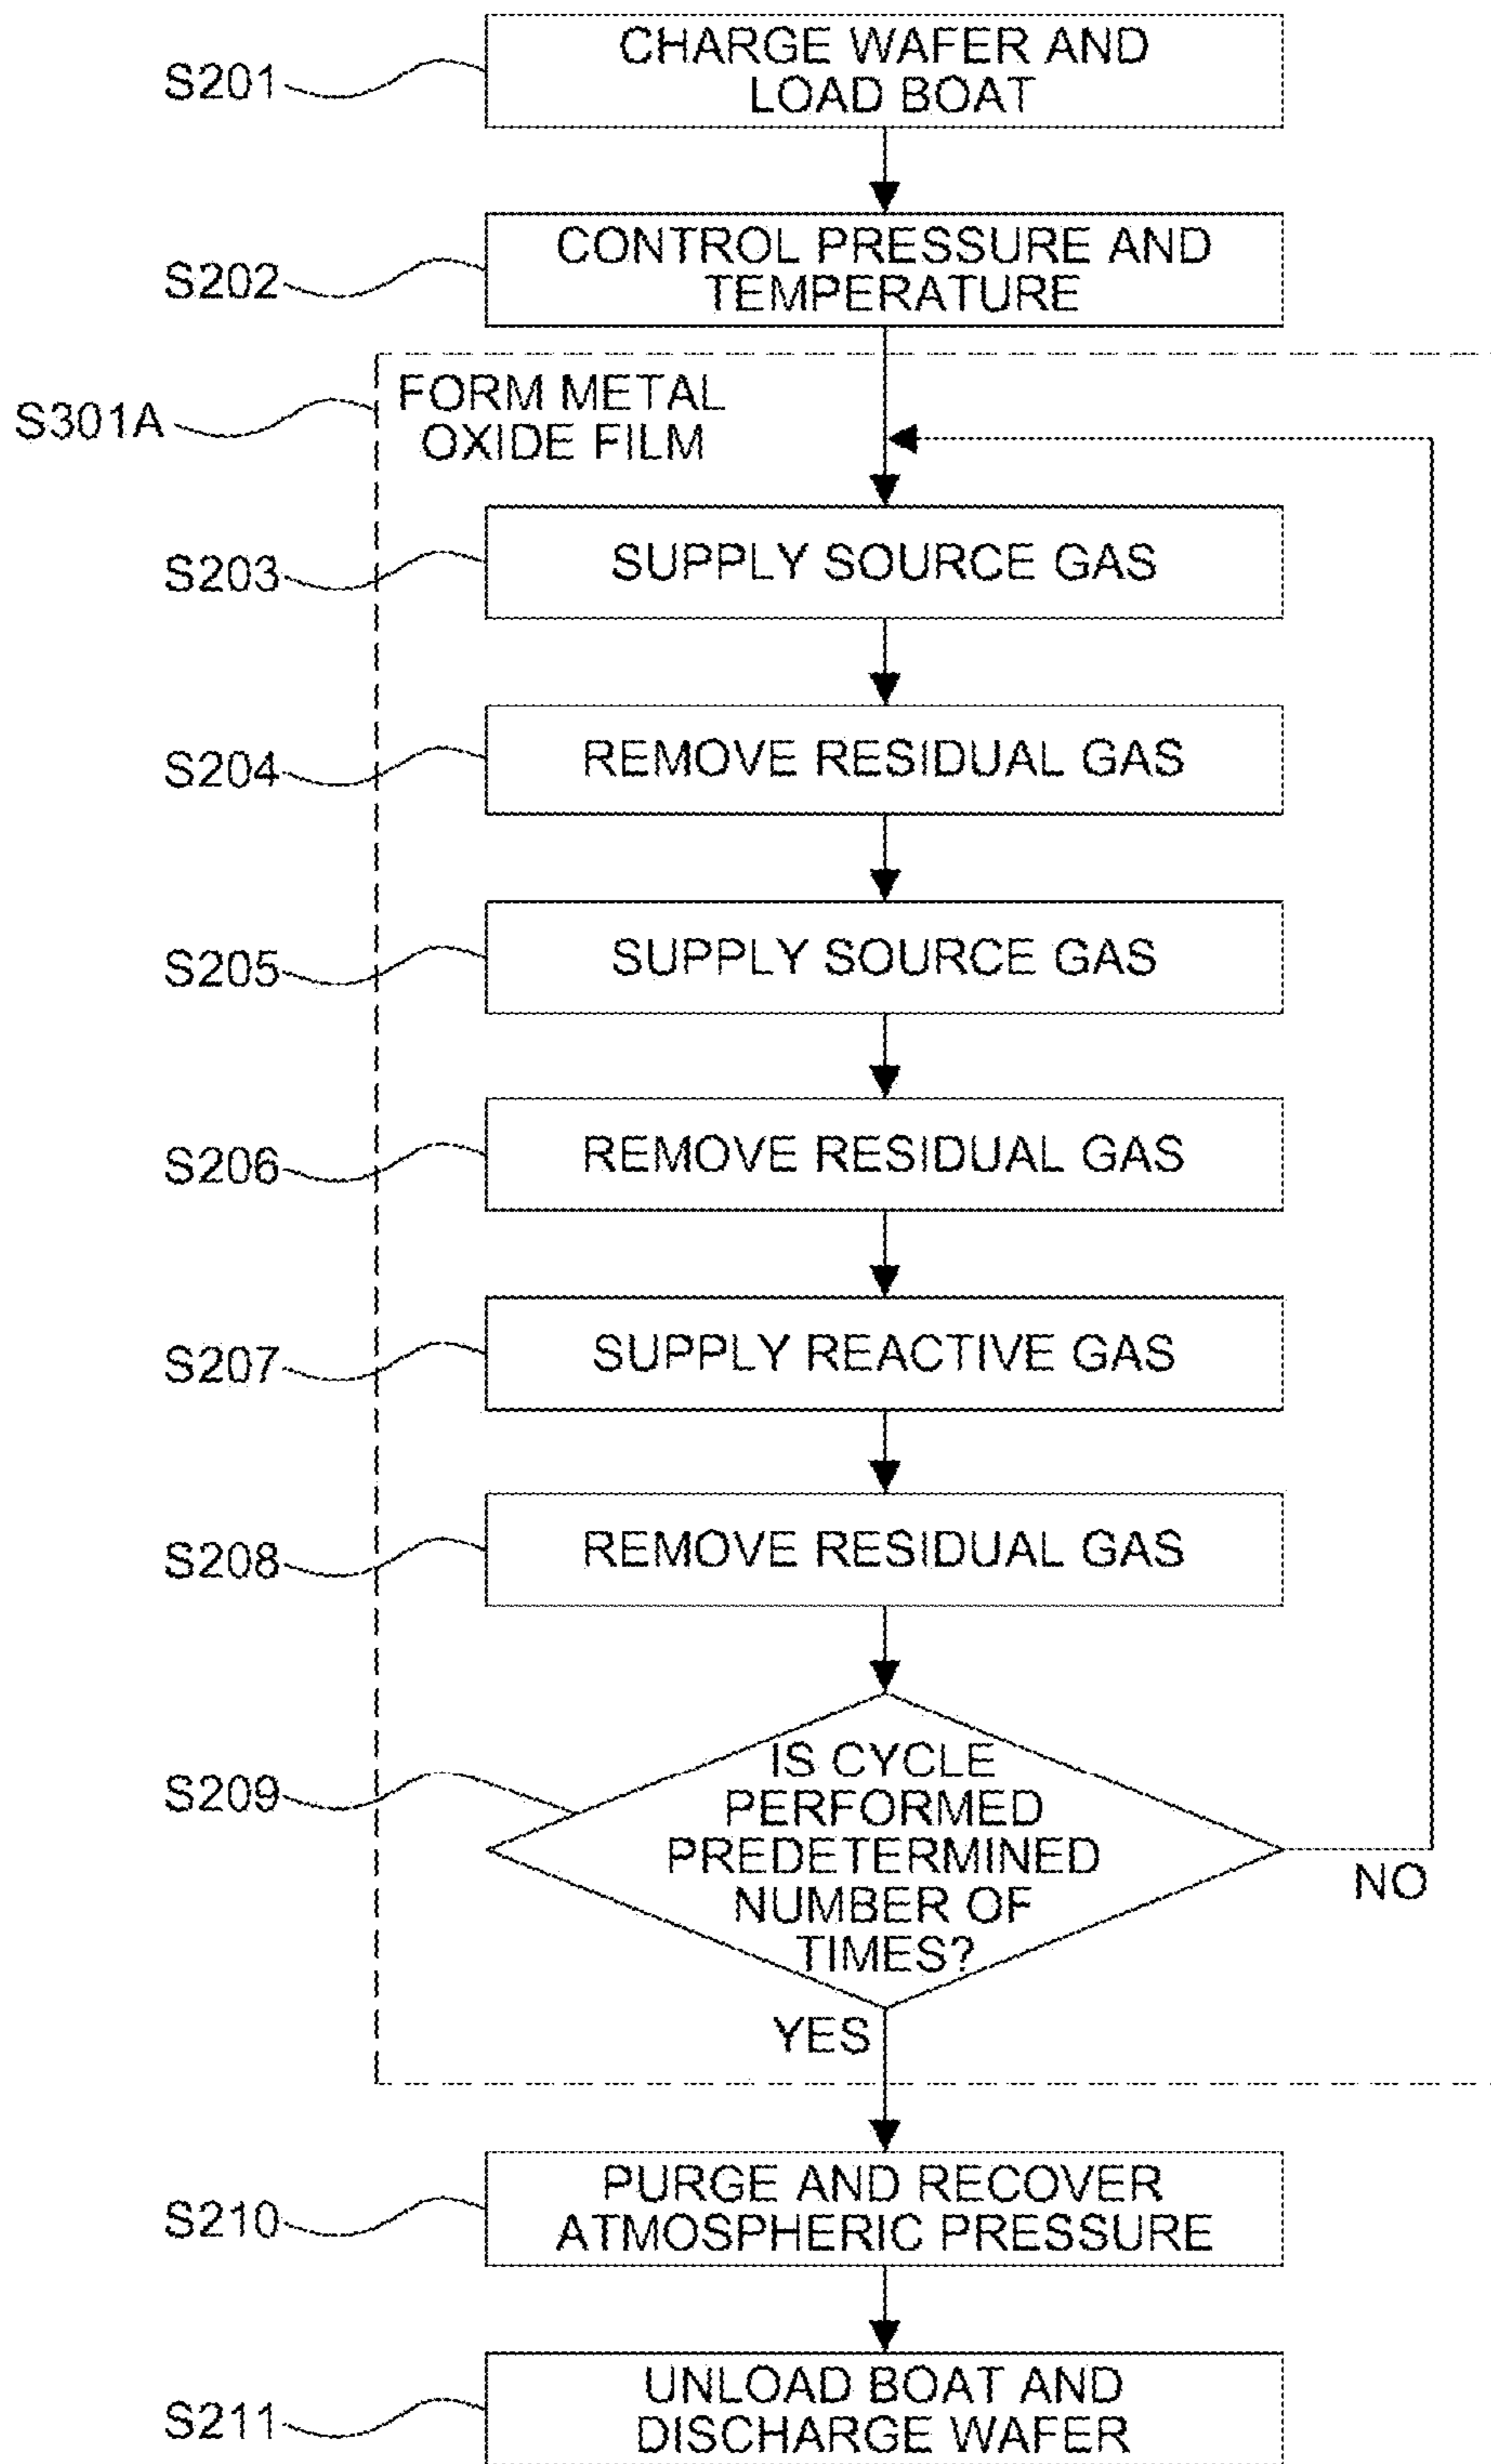 S201
CHARGE WAFER AND
LOAD BOAT
S202
CONTROL PRESSURE AND
TEMPERATURE
S301A
FORM METAL
OXIDE FILM
S203
SUPPLY SOURCE GAS
S204
REMOVE RESIDUAL GAS
S205
SUPPLY SOURCE GAS
S206
REMOVE RESIDUAL GAS
S207
SUPPLY REACTIVE GAS
S208
REMOVE RESIDUAL GAS
S209
IS CYCLE
PERFORMED
PREDETERMINED
NUMBER OF
TIMES?
NO
YES
S210
PURGE AND RECOVER
ATMOSPHERIC PRESSURE
S211
UNLOAD BOAT AND
DISCHARGE WAFER